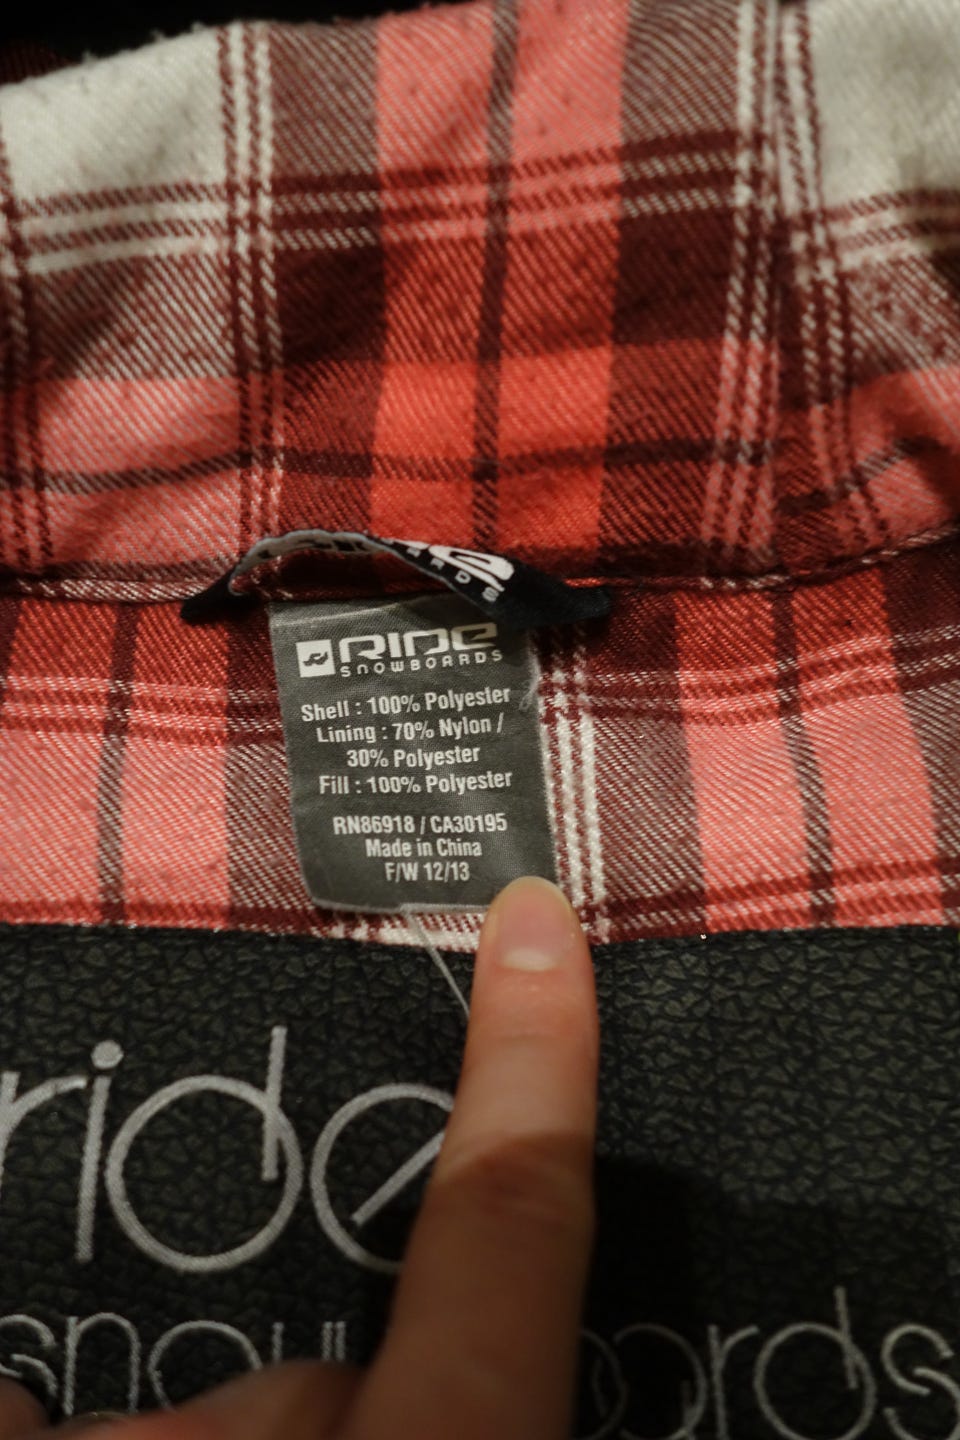 RIDE
SNOWBOARDS
Shell : 100% Polyester
Lining : 70% Nylon /
30% Polyester
Fill : 100% Polyester
RN86918 / CA30195
Made in China
F/W 12/13
ride